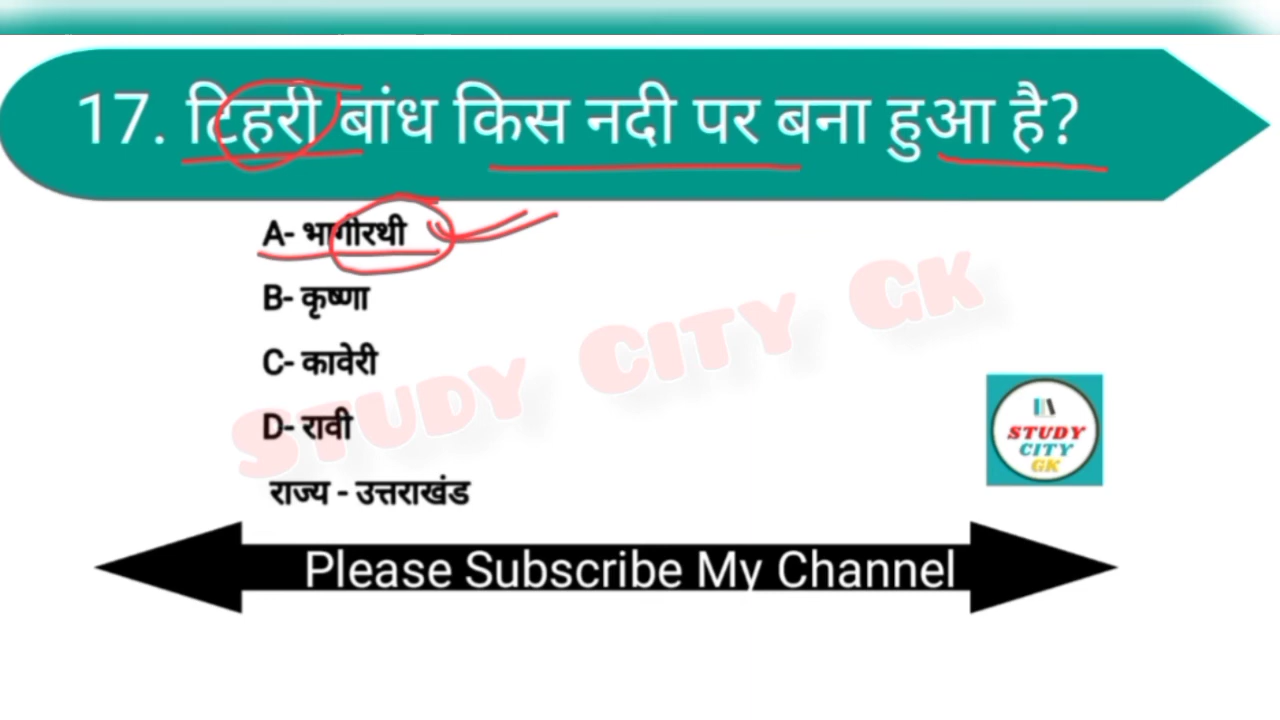 17. टिहरी बांध किस नदी पर बना हुआ है?
A- भागीरथी
B- कृष्णा
C- कावेरी
D- रावी
राज्य - उत्तराखंड
STUDY CITY GK
STUDY
CITY
GK
Please Subscribe My Channel